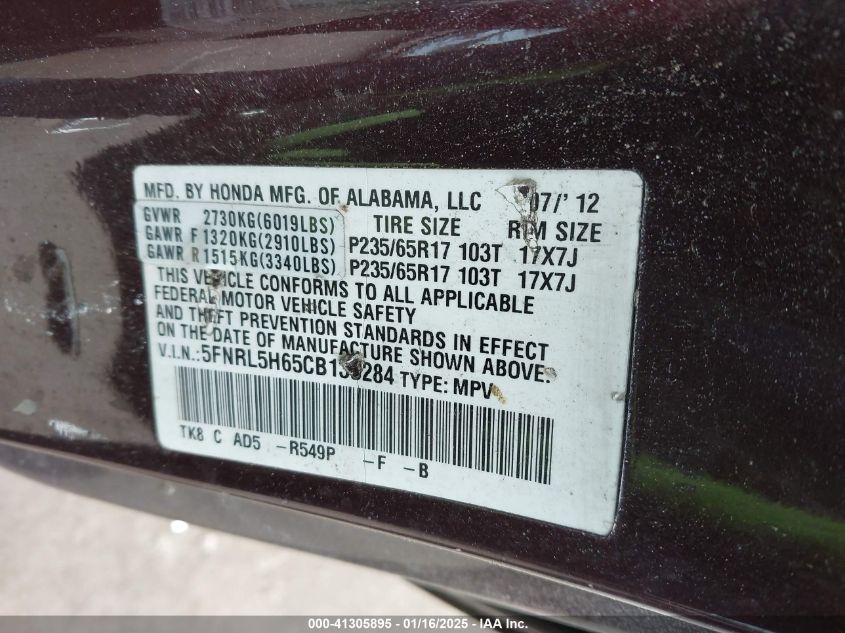 MFD. BY HONDA MFG. OF ALABAMA, LLC 07/' 12
GVWR 2730KG(6019LBS) TIRE SIZE RIM SIZE
GAWR F 1320KG(2910LBS) P235/65R17 103T 17X7J
GAWR R 1515KG(3340LBS) P235/65R17 103T 17X7J
THIS VEHICLE CONFORMS TO ALL APPLICABLE
FEDERAL MOTOR VEHICLE SAFETY
AND THEFT PREVENTION STANDARDS IN EFFECT
ON THE DATE OF MANUFACTURE SHOWN ABOVE.
V.I.N.: TYPE: MPV
TK8 C AD5 -R549P -F -B
000-41305895 - 01/16/2025 - IAA Inc.